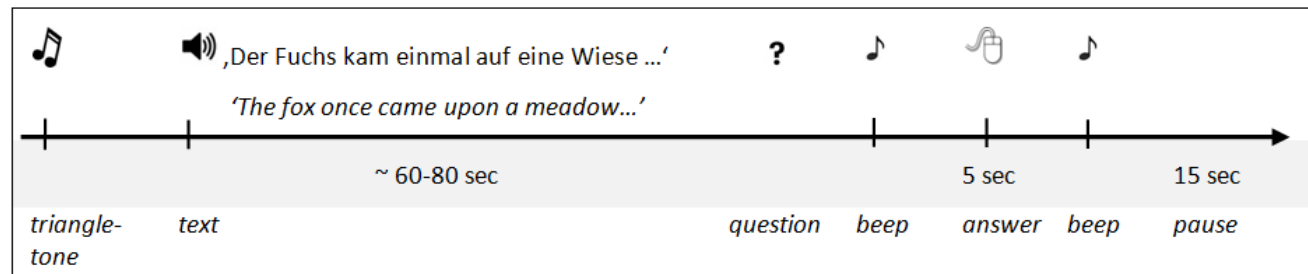 ‚Der Fuchs kam einmal auf eine Wiese …‘
?
‘The fox once came upon a meadow…’
~ 60-80 sec
5 sec
15 sec
triangle-
tone
text
question
beep
answer
beep
pause